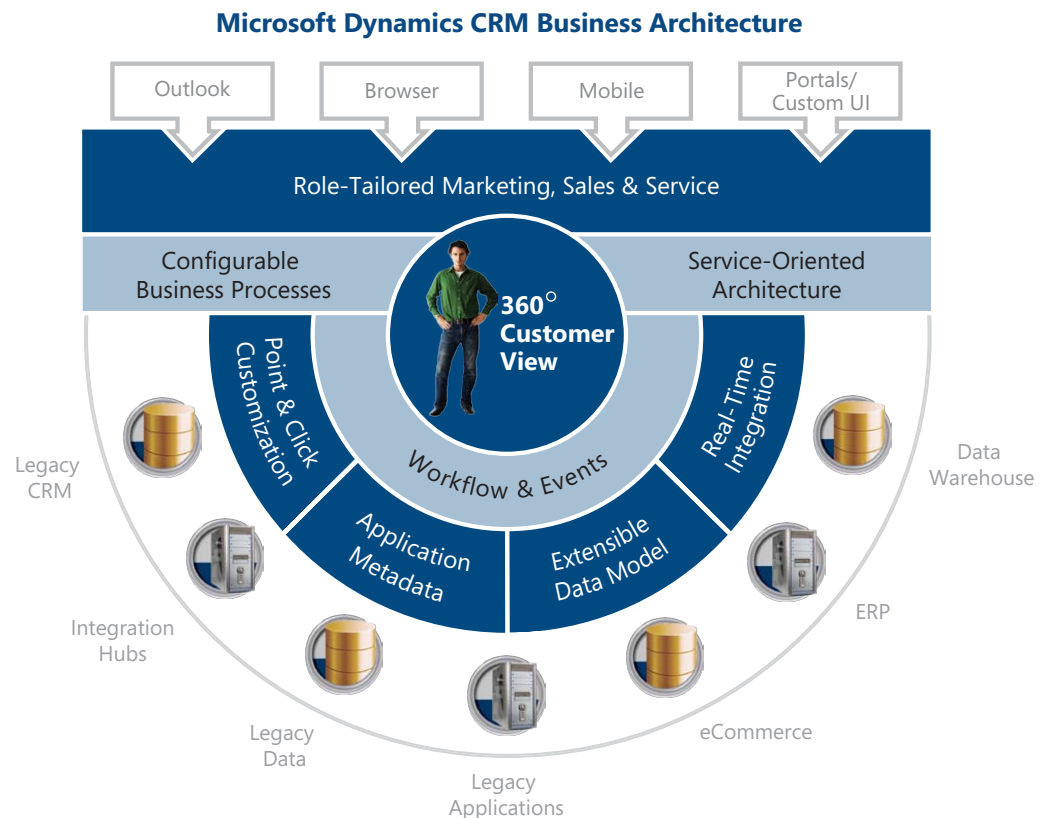 Microsoft Dynamics CRM Business Architecture
Outlook
Browser
Mobile
Portals/
Custom UI
Role-Tailored Marketing, Sales & Service
Configurable
Business Processes
Service-Oriented
Architecture
360°
Customer
View
Point & Click
Customization
Real-Time
Integration
Workflow & Events
Application
Metadata
Extensible
Data Model
Legacy
CRM
Data
Warehouse
Integration
Hubs
ERP
Legacy
Data
eCommerce
Legacy
Applications